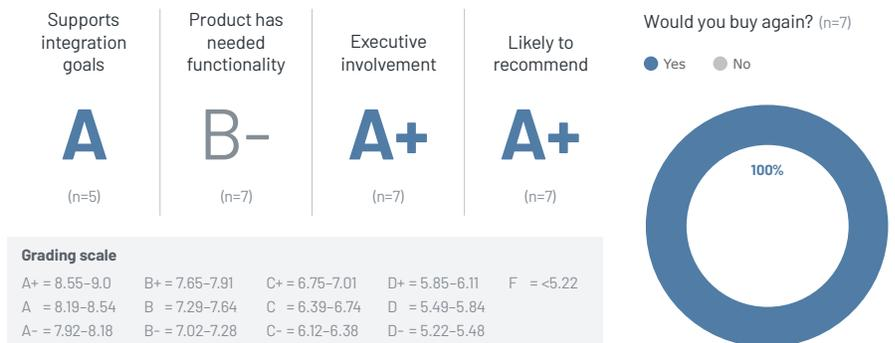 Supports
integration
goals
A
(n=5)
Product has
needed
functionality
B-
(n=7)
Executive
involvement
A+
(n=7)
Likely to
recommend
A+
(n=7)
Would you buy again? (n=7)
Yes No
100%
Grading scale
A+ = 8.55–9.0 B+ = 7.65–7.91 C+ = 6.75–7.01 D+ = 5.85–6.11 F = <5.22
A = 8.19–8.54 B = 7.29–7.64 C = 6.39–6.74 D = 5.49–5.84
A- = 7.92–8.18 B- = 7.02–7.28 C- = 6.12–6.38 D- = 5.22–5.48